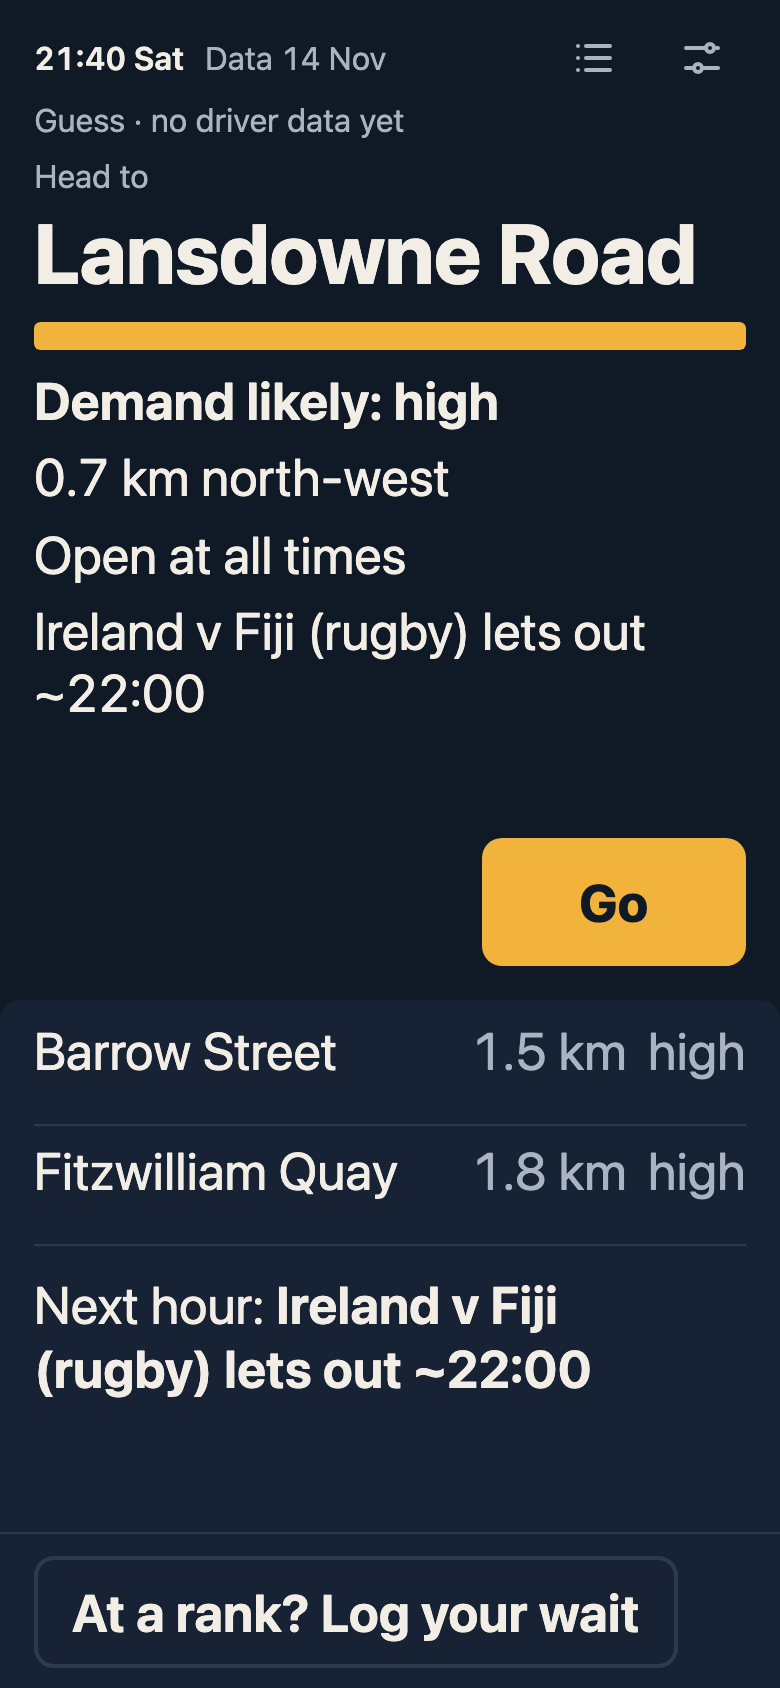 21:40 Sat Data 14 Nov
Guess · no driver data yet
Head to
Lansdowne Road
Demand likely: high
0.7 km north-west
Open at all times
Ireland v Fiji (rugby) lets out
~22:00
Go
Barrow Street 1.5 km high
Fitzwilliam Quay 1.8 km high
Next hour: Ireland v Fiji
(rugby) lets out ~22:00
At a rank? Log your wait